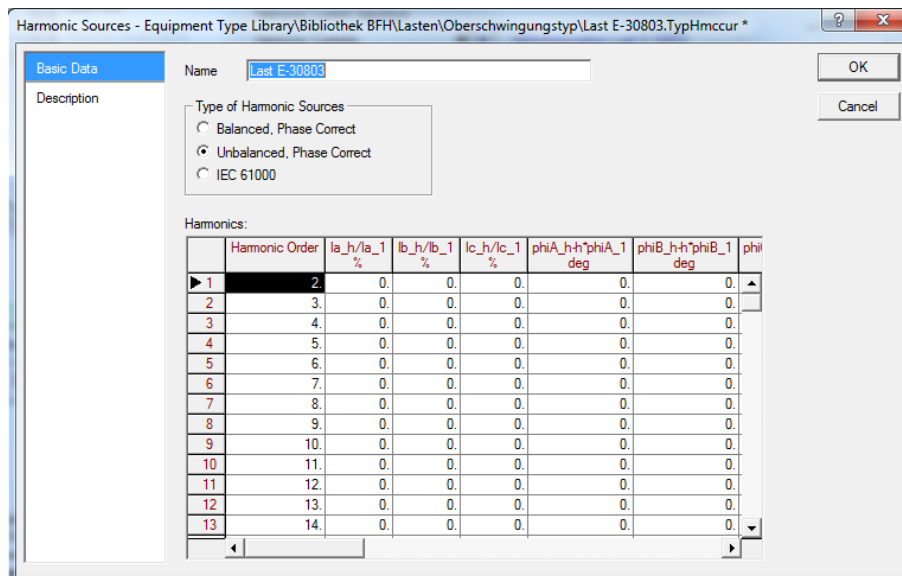 Harmonic Sources - Equipment Type Library\Bibliothek BFH\Lasten\Oberschwingungstyp\Last E-30803.TypHmccur *
?
X
Basic Data
Description
Name Last E-30803
OK
Cancel
Type of Harmonic Sources
Balanced, Phase Correct
Unbalanced, Phase Correct
IEC 61000
Harmonics:
Harmonic Order Ia_h/Ia_1 Ib_h/Ib_1 Ic_h/Ic_1 phiA_h-h*phiA_1 phiB_h-h*phiB_1
% % % deg deg
1 2. 0. 0. 0. 0. 0.
2 3. 0. 0. 0. 0. 0.
3 4. 0. 0. 0. 0. 0.
4 5. 0. 0. 0. 0. 0.
5 6. 0. 0. 0. 0. 0.
6 7. 0. 0. 0. 0. 0.
7 8. 0. 0. 0. 0. 0.
8 9. 0. 0. 0. 0. 0.
9 10. 0. 0. 0. 0. 0.
10 11. 0. 0. 0. 0. 0.
11 12. 0. 0. 0. 0. 0.
12 13. 0. 0. 0. 0. 0.
13 14. 0. 0. 0. 0. 0.